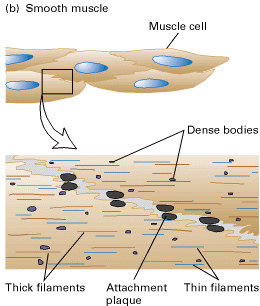 (b) Smooth muscle
Muscle cell
Dense bodies
Thick filaments
Attachment
plaque
Thin filaments